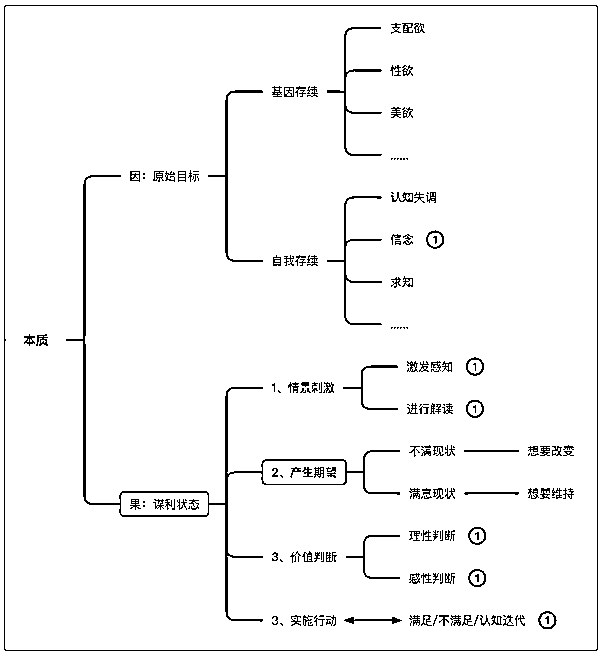 本质
因：原始目标
基因存续
支配欲
性欲
美欲
……
自我存续
认知失调
信念 ①
求知
……
果：谋利状态
1、情景刺激
激发感知 ①
进行解读 ①
2、产生期望
不满现状
想要改变
满意现状
想要维持
3、价值判断
理性判断 ①
感性判断 ①
3、实施行动
满足/不满足/认知迭代 ①